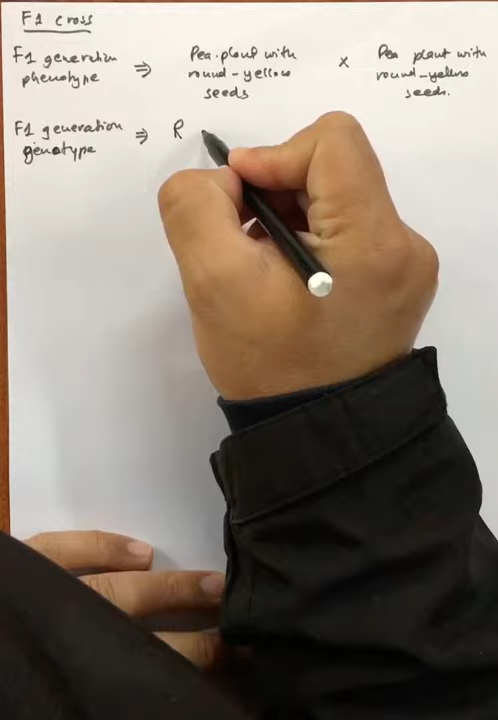 F1 cross
F1 generation ⇒ Pea plant with x Pea plant with
phenotype round-yellow round-yellow
seeds seeds.
F1 generation ⇒ R
genotype